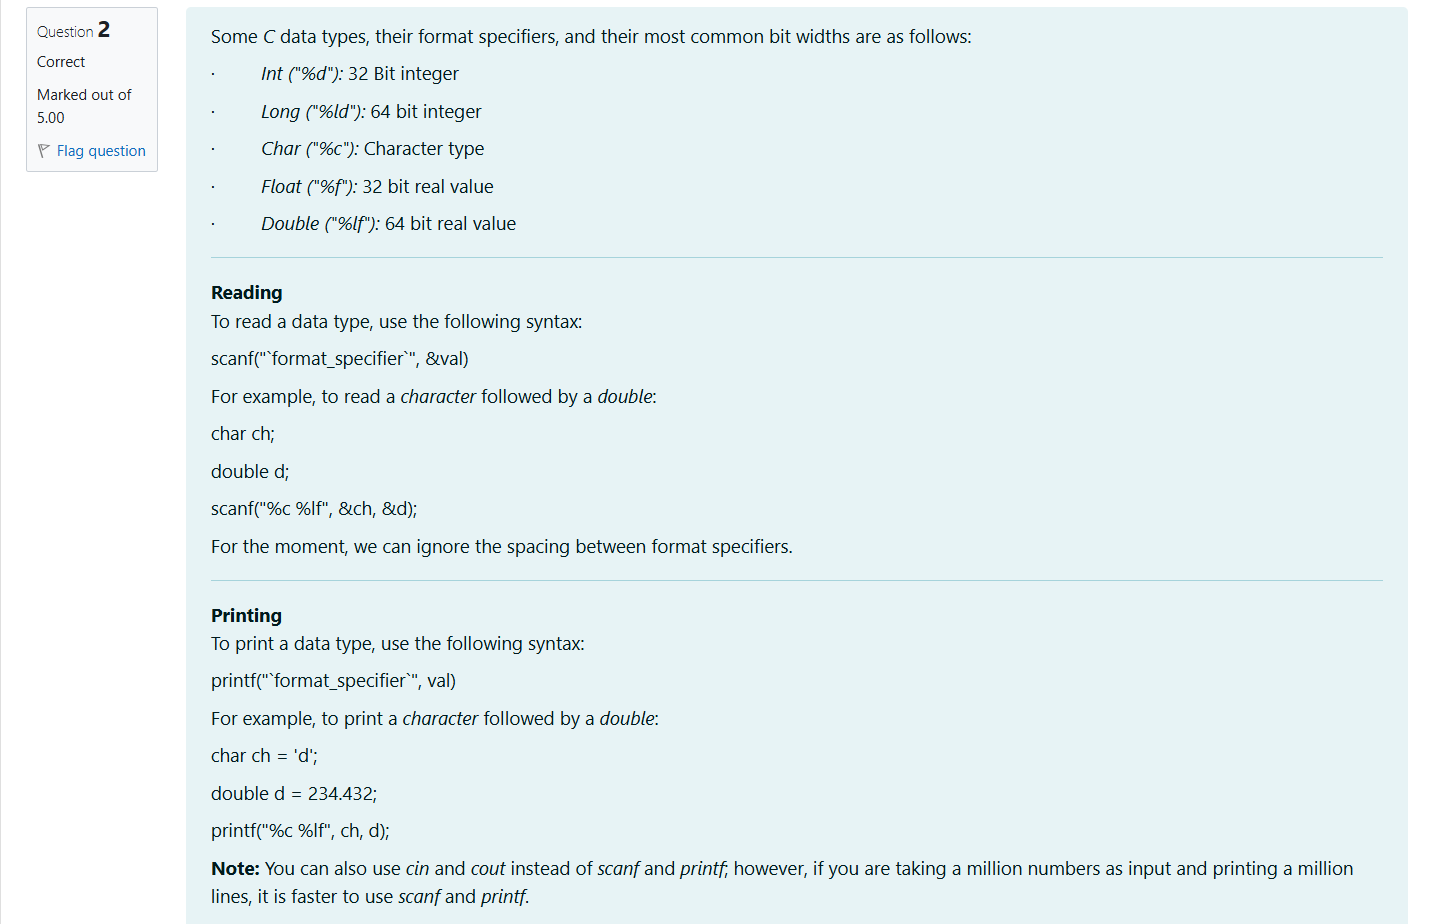 Question 2
Correct
Marked out of
5.00
Flag question
Some C data types, their format specifiers, and their most common bit widths are as follows:
· Int ("%d"): 32 Bit integer
· Long ("%ld"): 64 bit integer
· Char ("%c"): Character type
· Float ("%f"): 32 bit real value
· Double ("%lf"): 64 bit real value
Reading
To read a data type, use the following syntax:
scanf("`format_specifier`", &val)
For example, to read a character followed by a double:
char ch;
double d;
scanf("%c %lf", &ch, &d);
For the moment, we can ignore the spacing between format specifiers.
Printing
To print a data type, use the following syntax:
printf("`format_specifier`", val)
For example, to print a character followed by a double:
char ch = 'd';
double d = 234.432;
printf("%c %lf", ch, d);
Note: You can also use cin and cout instead of scanf and printf; however, if you are taking a million numbers as input and printing a million
lines, it is faster to use scanf and printf.